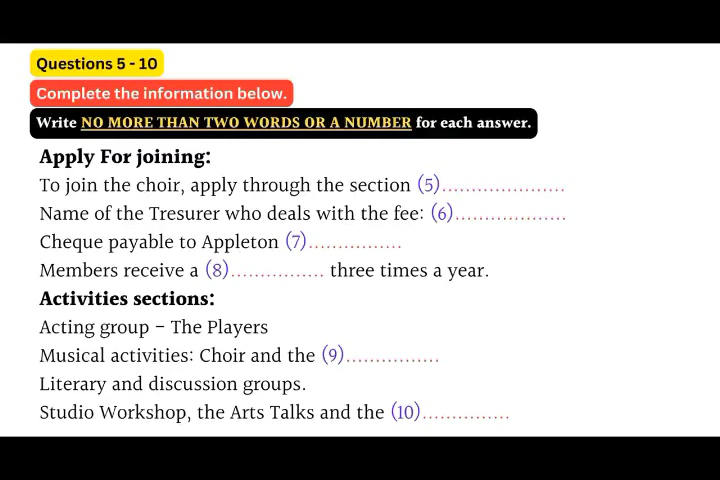 Questions 5 - 10
Complete the information below.
Write NO MORE THAN TWO WORDS OR A NUMBER for each answer.
Apply For joining:
To join the choir, apply through the section (5).....................
Name of the Tresurer who deals with the fee: (6)...................
Cheque payable to Appleton (7)................
Members receive a (8)................ three times a year.
Activities sections:
Acting group – The Players
Musical activities: Choir and the (9)................
Literary and discussion groups.
Studio Workshop, the Arts Talks and the (10)...............